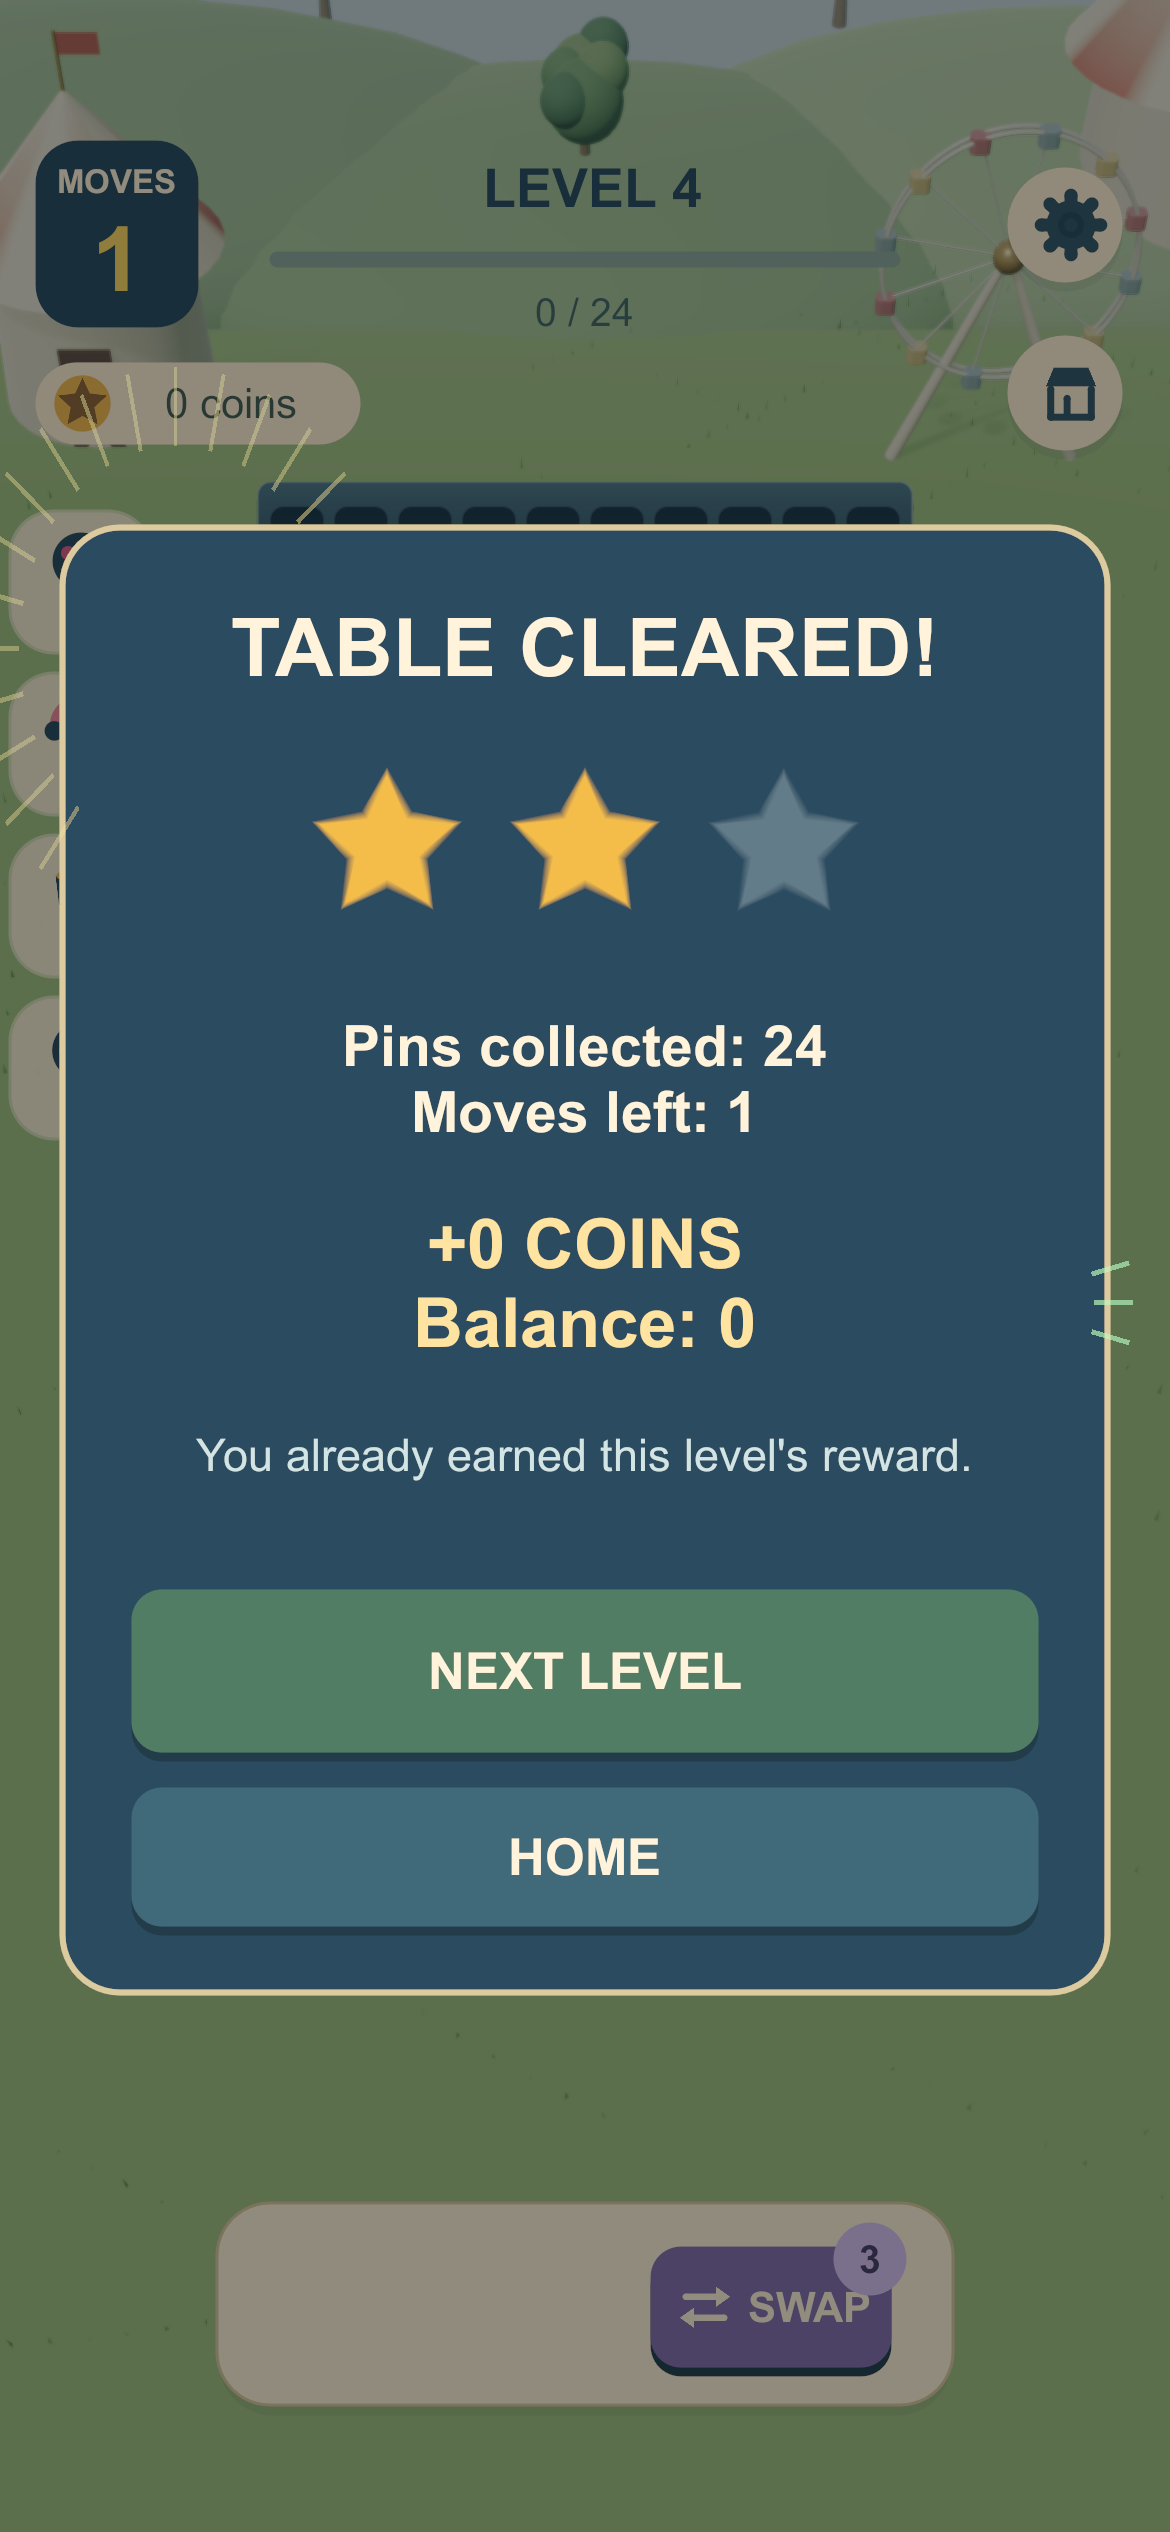 MOVES
1
LEVEL 4
0 / 24
0 coins
TABLE CLEARED!
Pins collected: 24
Moves left: 1
+0 COINS
Balance: 0
You already earned this level's reward.
NEXT LEVEL
HOME
3
SWAP